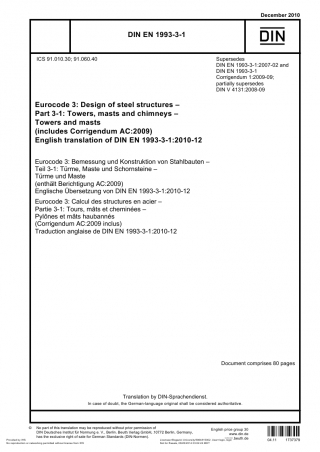 December 2010
DIN EN 1993-3-1
DIN
ICS 91.010.30; 91.060.40
Supersedes
DIN EN 1993-3-1:2007-02 and
DIN EN 1993-3-1
Corrigendum 1:2009-09;
partially supersedes
DIN V 4131:2008-09
Eurocode 3: Design of steel structures –
Part 3-1: Towers, masts and chimneys –
Towers and masts
(includes Corrigendum AC:2009)
English translation of DIN EN 1993-3-1:2010-12
Eurocode 3: Bemessung und Konstruktion von Stahlbauten –
Teil 3-1: Türme, Maste und Schornsteine –
Türme und Maste
(enthält Berichtigung AC:2009)
Englische Übersetzung von DIN EN 1993-3-1:2010-12
Eurocode 3: Calcul des structures en acier –
Partie 3-1: Tours, mâts et cheminées –
Pylônes et mâts haubannés
(Corrigendum AC:2009 inclus)
Traduction anglaise de DIN EN 1993-3-1:2010-12
Document comprises 80 pages
Translation by DIN-Sprachendienst.
In case of doubt, the German-language original shall be considered authoritative.
© No part of this translation may be reproduced without prior permission of
DIN Deutsches Institut für Normung e. V., Berlin. Beuth Verlag GmbH, 10772 Berlin, Germany,
has the exclusive right of sale for German Standards (DIN-Normen).
English price group 20
www.din.de
www.beuth.de
04.11